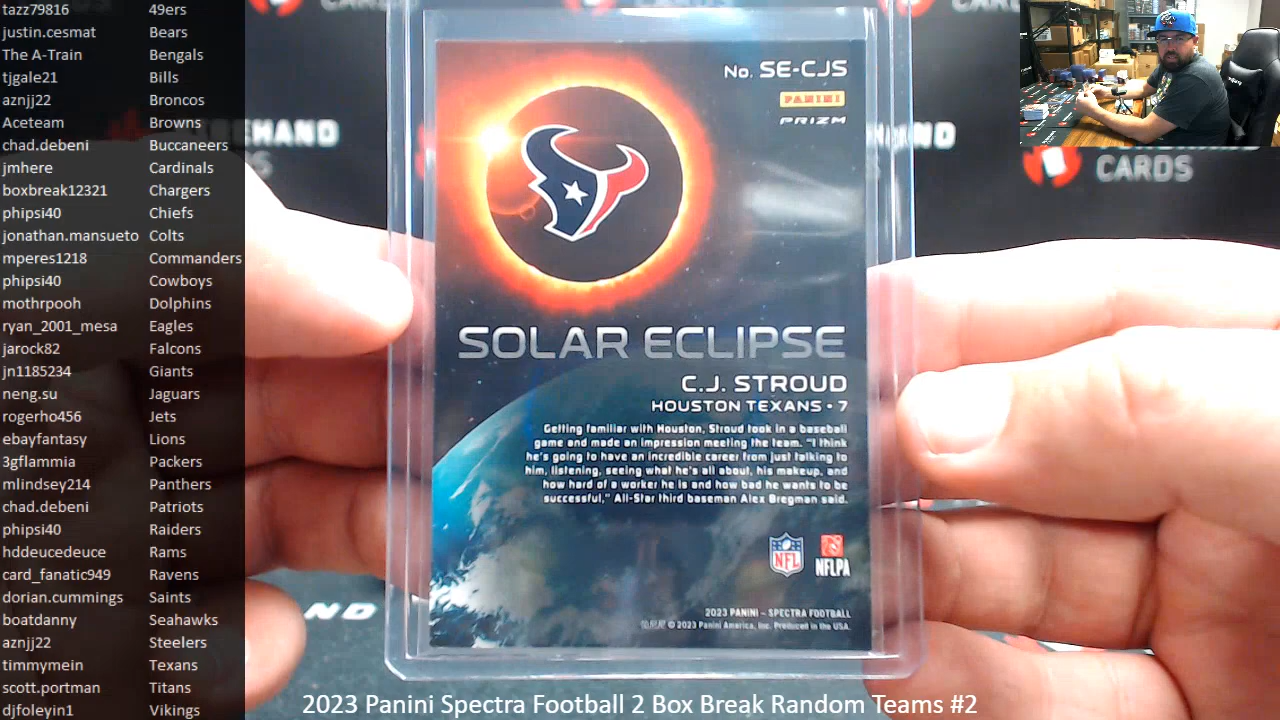 tazz79816 49ers
justin.cesmat Bears
The A-Train Bengals
tjgale21 Bills
aznjj22 Broncos
Aceteam Browns
chad.debeni Buccaneers
jmhere Cardinals
boxbreak12321 Chargers
phipsi40 Chiefs
jonathan.mansueto Colts
mperes1218 Commanders
phipsi40 Cowboys
mothrpooh Dolphins
ryan_2001_mesa Eagles
jarock82 Falcons
jn1185234 Giants
neng.su Jaguars
rogerho456 Jets
ebayfantasy Lions
3gflammia Packers
mlindsey214 Panthers
chad.debeni Patriots
phipsi40 Raiders
hddeucedeuce Rams
card_fanatic949 Ravens
dorian.cummings Saints
boatdanny Seahawks
aznjj22 Steelers
timmymein Texans
scott.portman Titans
djfoleyin1 Vikings
No. SE-CJS
PANINI
PRIZM
SOLAR ECLIPSE
C.J. STROUD
HOUSTON TEXANS • 7
Getting familiar with Houston, Stroud took in a baseball
game and made an impression meeting the team. "I think
he's going to have an incredible career from just talking to
him, listening, seeing what he's all about, his makeup, and
how hard of a worker he is and how bad he wants to be
successful," All-Star third baseman Alex Bregman said.
NFL
NFLPA
2023 PANINI – SPECTRA FOOTBALL
© 2023 Panini America, Inc. Produced in the USA.
CARDS
CARDS
2023 Panini Spectra Football 2 Box Break Random Teams #2